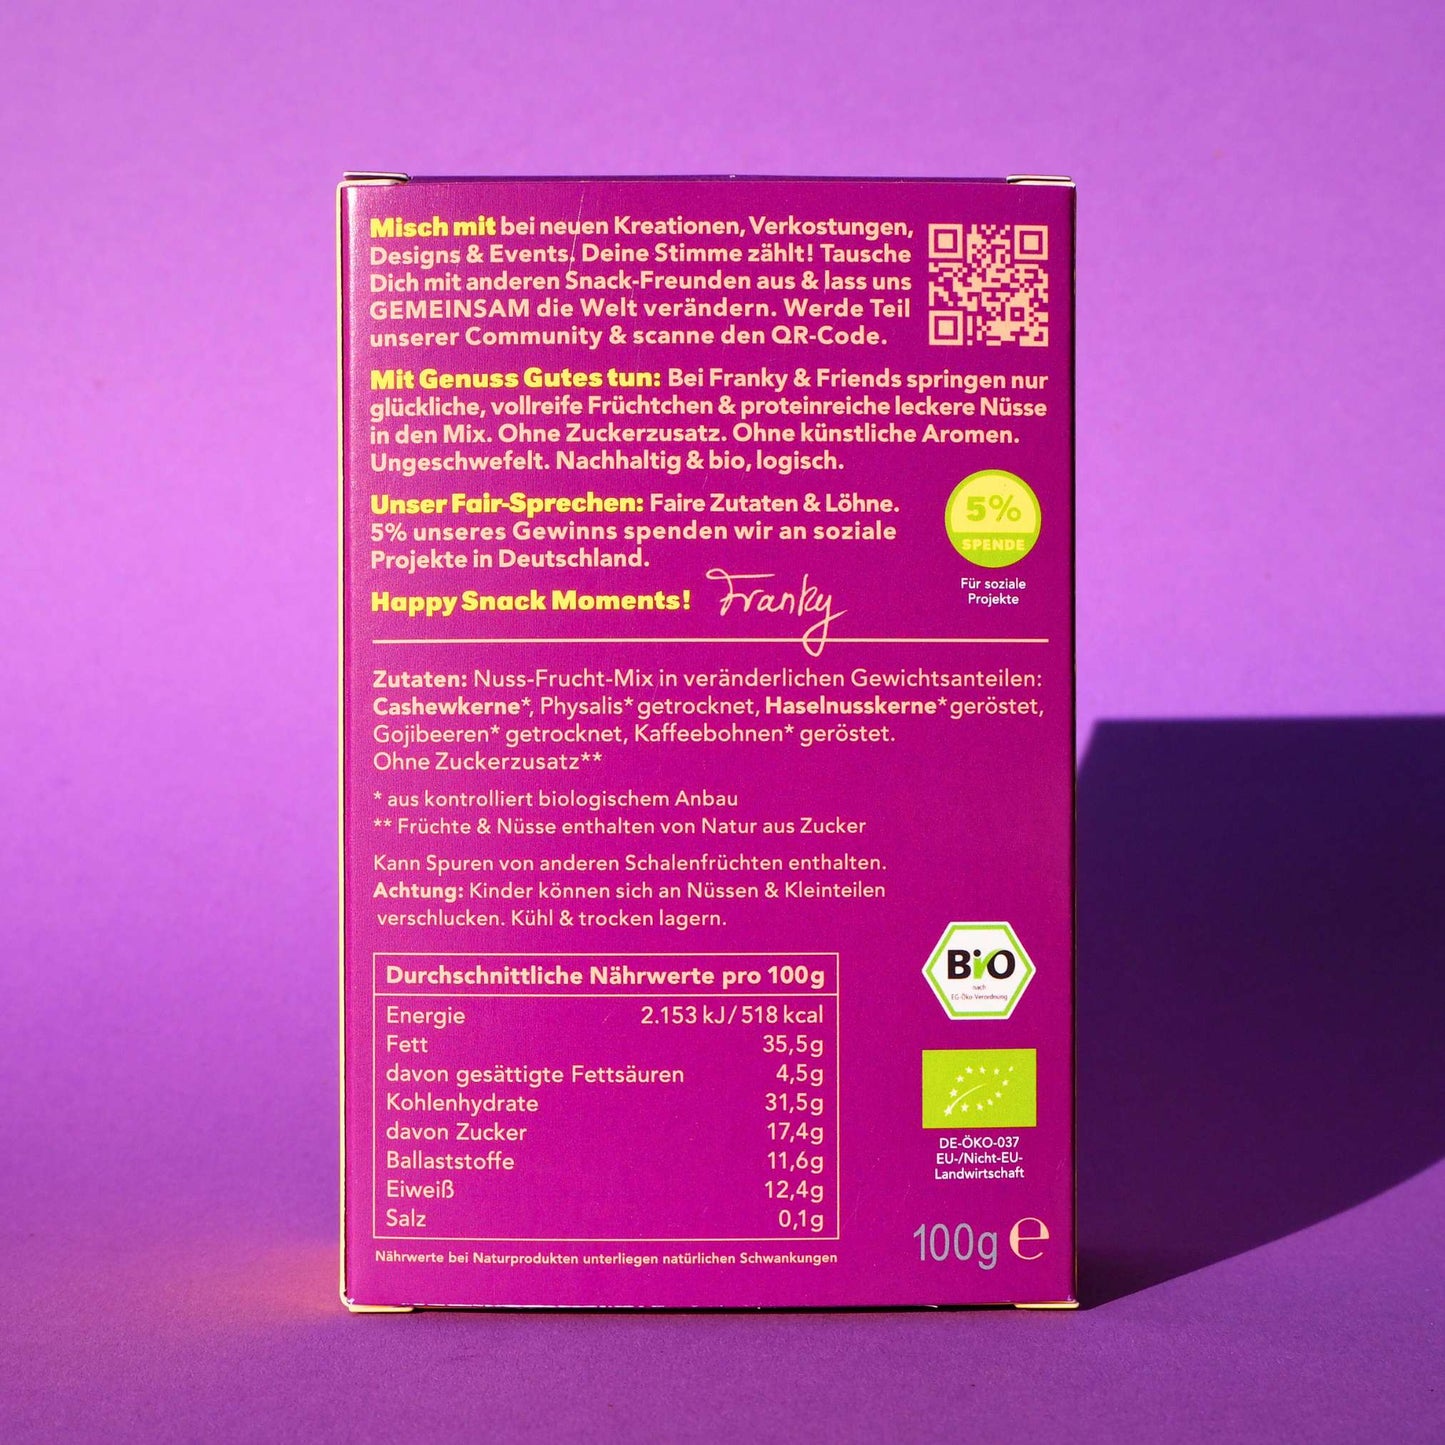 Misch mit bei neuen Kreationen, Verkostungen,
Designs & Events. Deine Stimme zählt! Tausche
Dich mit anderen Snack-Freunden aus & lass uns
GEMEINSAM die Welt verändern. Werde Teil
unserer Community & scanne den QR-Code.
Mit Genuss Gutes tun: Bei Franky & Friends springen nur
glückliche, vollreife Früchtchen & proteinreiche leckere Nüsse
in den Mix. Ohne Zuckerzusatz. Ohne künstliche Aromen.
Ungeschwefelt. Nachhaltig & bio, logisch.
Unser Fair-Sprechen: Faire Zutaten & Löhne.
5% unseres Gewinns spenden wir an soziale
Projekte in Deutschland.
5%
SPENDE
Für soziale
Projekte
Happy Snack Moments! Franky
Zutaten: Nuss-Frucht-Mix in veränderlichen Gewichtsanteilen:
Cashewkerne*, Physalis* getrocknet, Haselnusskerne* geröstet,
Gojibeeren* getrocknet, Kaffeebohnen* geröstet.
Ohne Zuckerzusatz**
* aus kontrolliert biologischem Anbau
** Früchte & Nüsse enthalten von Natur aus Zucker
Kann Spuren von anderen Schalenfrüchten enthalten.
Achtung: Kinder können sich an Nüssen & Kleinteilen
verschlucken. Kühl & trocken lagern.
Durchschnittliche Nährwerte pro 100g
Energie 2.153 kJ / 518 kcal
Fett 35,5g
davon gesättigte Fettsäuren 4,5g
Kohlenhydrate 31,5g
davon Zucker 17,4g
Ballaststoffe 11,6g
Eiweiß 12,4g
Salz 0,1g
Nährwerte bei Naturprodukten unterliegen natürlichen Schwankungen
Bio
nach
EG-Öko-Verordnung
DE-ÖKO-037
EU-/Nicht-EU-
Landwirtschaft
100g ℮